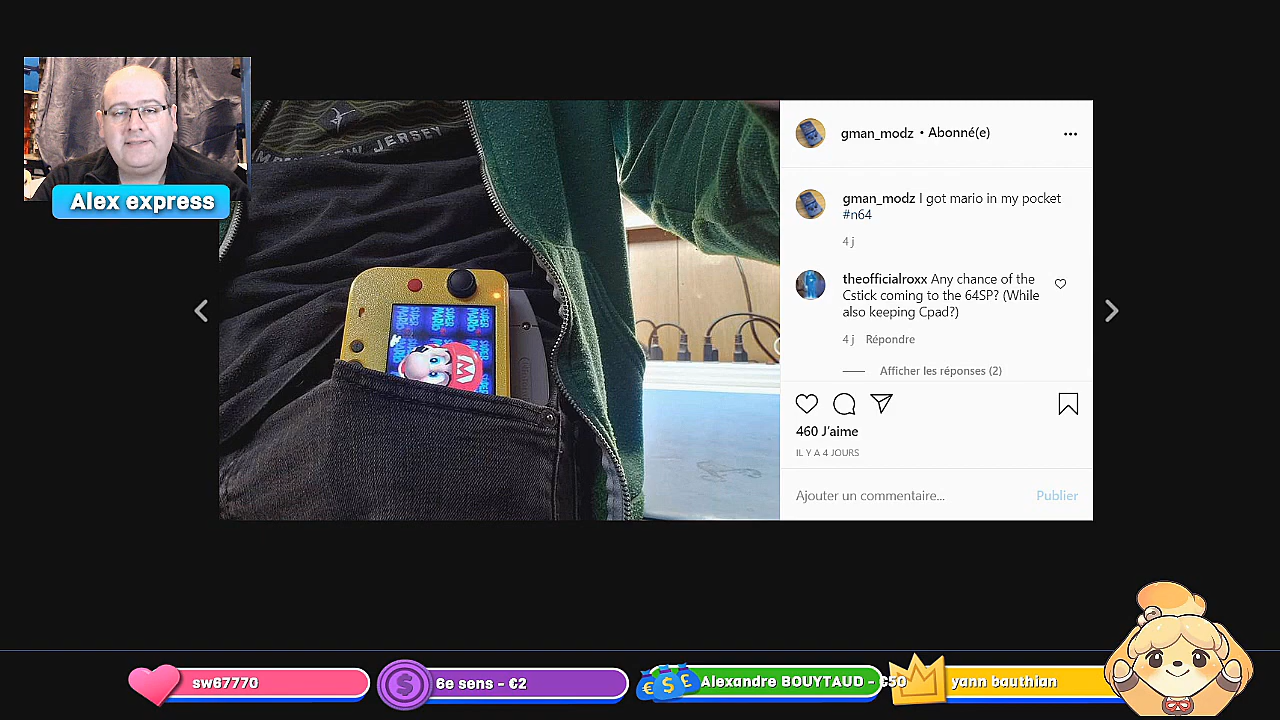 Alex express
JERSEY
gman_modz • Abonné(e)
gman_modz I got mario in my pocket
#n64
4 j
theofficialroxx Any chance of the
Cstick coming to the 64SP? (While
also keeping Cpad?)
4 j Répondre
Afficher les réponses (2)
460 J'aime
IL Y A 4 JOURS
Ajouter un commentaire... Publier
sw67770
6e sens - €2
Alexandre BOUYTAUD - €50
yann bauthian